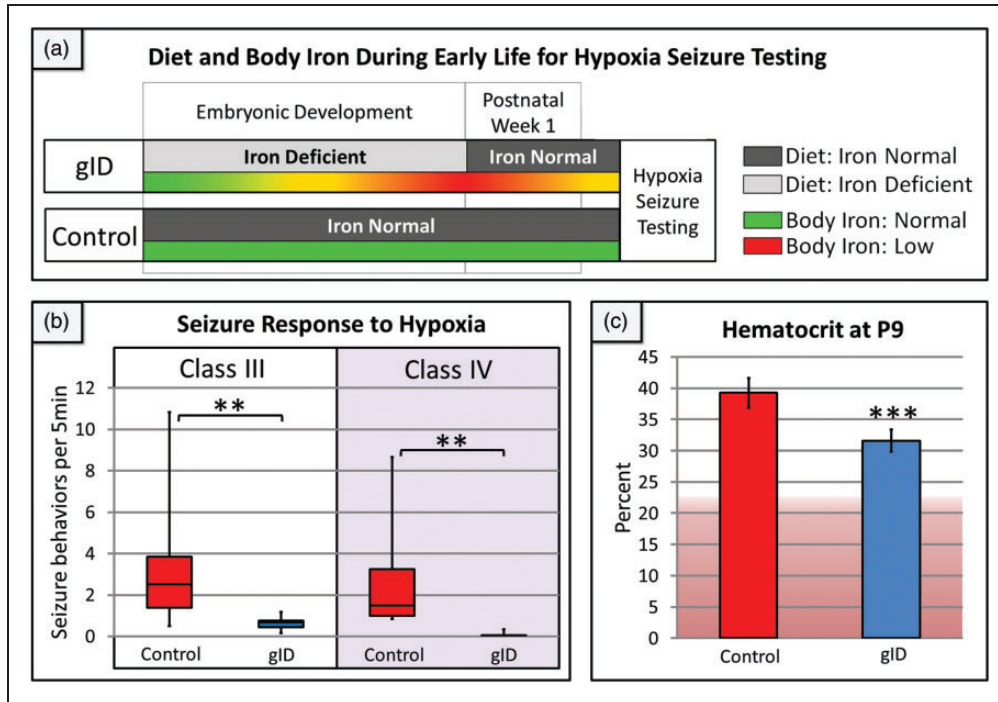 (a)
Diet and Body Iron During Early Life for Hypoxia Seizure Testing
Embryonic Development
Postnatal
Week 1
gID
Iron Deficient
Iron Normal
Control
Iron Normal
Hypoxia
Seizure
Testing
Diet: Iron Normal
Diet: Iron Deficient
Body Iron: Normal
Body Iron: Low
(b)
Seizure Response to Hypoxia
Class III
Class IV
Seizure behaviors per 5min
12
10
8
6
4
2
0
**
**
Control
gID
Control
gID
(c)
Hematocrit at P9
Percent
45
40
35
30
25
20
15
10
5
0
***
Control
gID